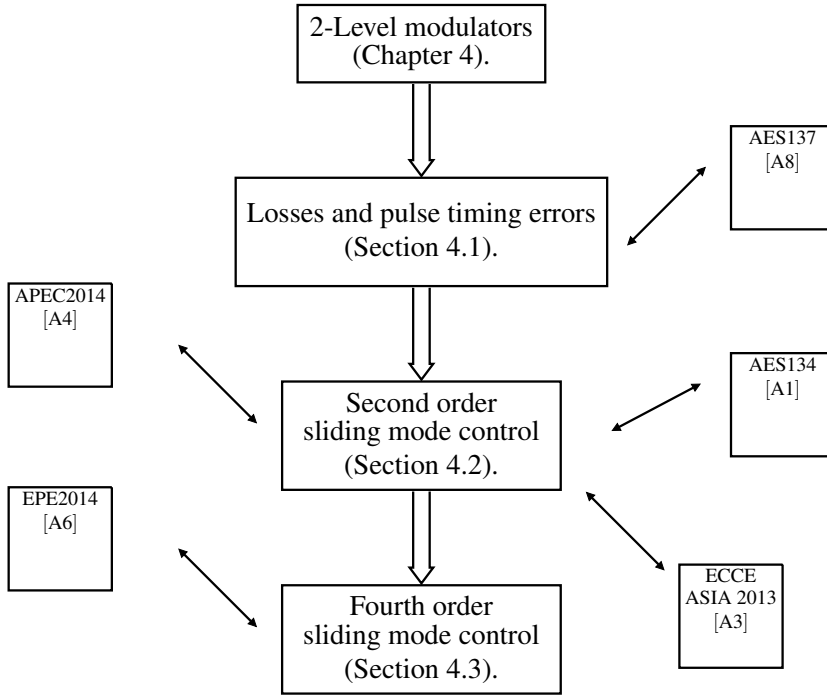 2-Level modulators
(Chapter 4).
AES137
[A8]
Losses and pulse timing errors
(Section 4.1).
APEC2014
[A4]
AES134
[A1]
Second order
sliding mode control
(Section 4.2).
EPE2014
[A6]
ECCE
ASIA 2013
[A3]
Fourth order
sliding mode control
(Section 4.3).